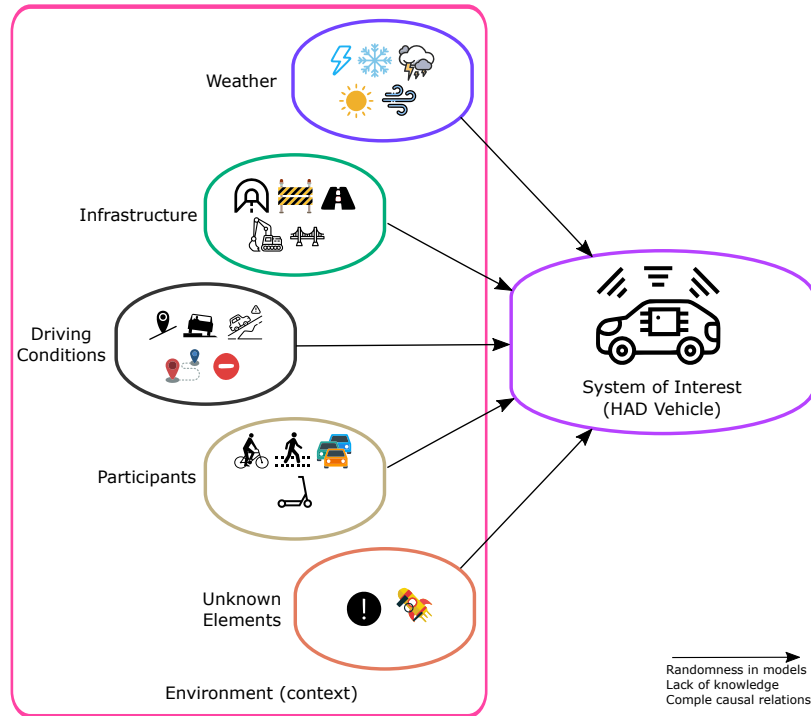 Weather
Infrastructure
Driving
Conditions
Participants
Unknown
Elements
Environment (context)
System of Interest
(HAD Vehicle)
Randomness in models
Lack of knowledge
Comple causal relations